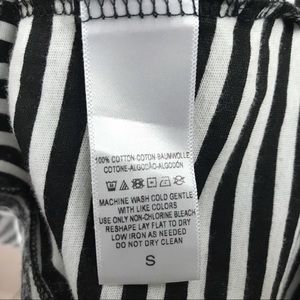 100% COTTON-COTON-BAUMWOLLE
COTONE-ALGODÃO-ALGODÓN
MACHINE WASH COLD GENTLE
WITH LIKE COLORS
USE ONLY NON-CHLORINE BLEACH
RESHAPE LAY FLAT TO DRY
LOW IRON AS NEEDED
DO NOT DRY CLEAN
S